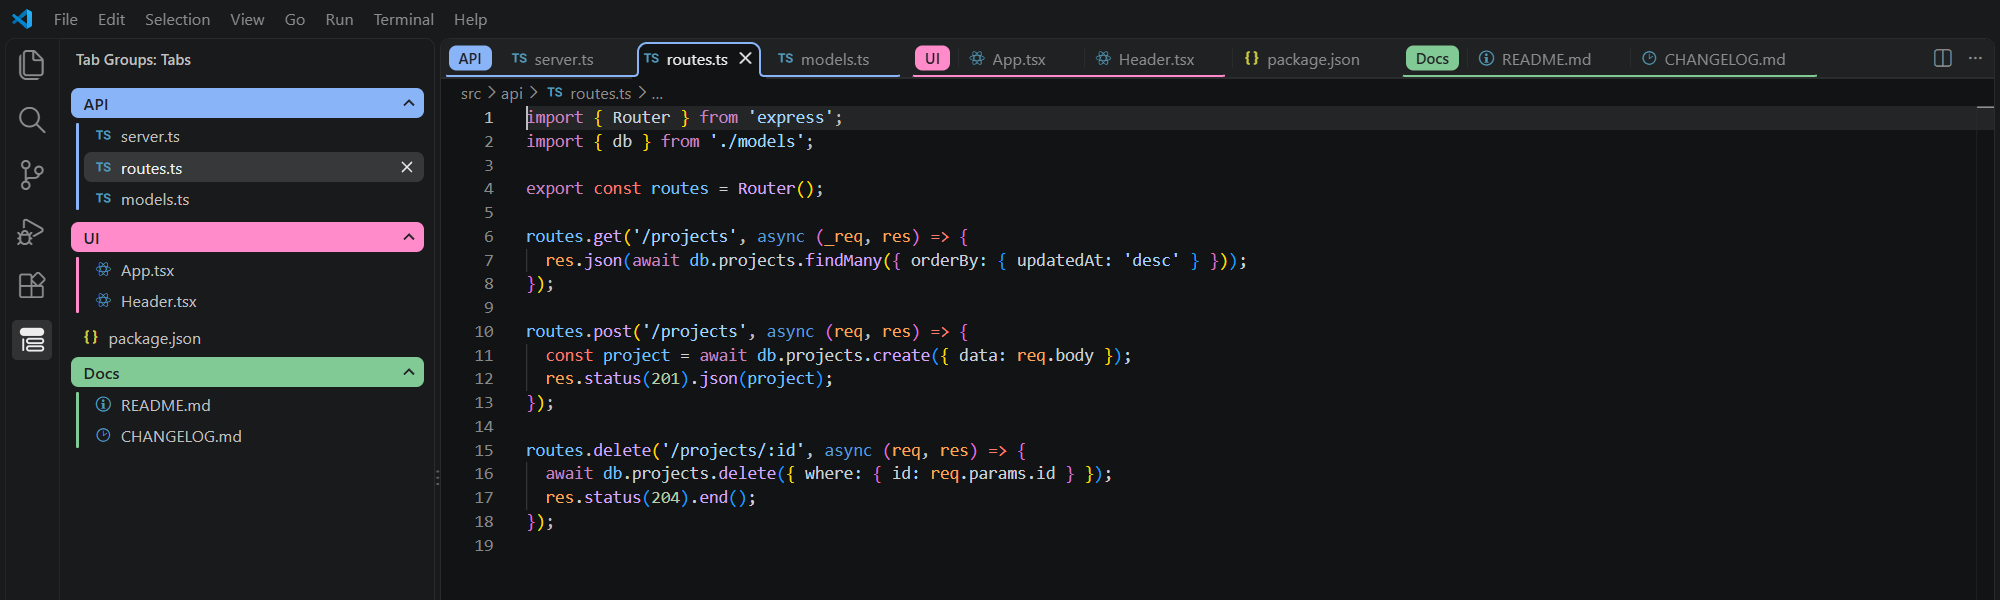 File Edit Selection View Go Run Terminal Help
Tab Groups: Tabs
API
TS server.ts
TS routes.ts
TS models.ts
UI
App.tsx
Header.tsx
{} package.json
Docs
README.md
CHANGELOG.md
API TS server.ts TS routes.ts TS models.ts UI App.tsx Header.tsx {} package.json Docs README.md CHANGELOG.md
src > api > TS routes.ts > ...
1 import { Router } from 'express';
2 import { db } from './models';
3
4 export const routes = Router();
5
6 routes.get('/projects', async (_req, res) => {
7 res.json(await db.projects.findMany({ orderBy: { updatedAt: 'desc' } }));
8 });
9
10 routes.post('/projects', async (req, res) => {
11 const project = await db.projects.create({ data: req.body });
12 res.status(201).json(project);
13 });
14
15 routes.delete('/projects/:id', async (req, res) => {
16 await db.projects.delete({ where: { id: req.params.id } });
17 res.status(204).end();
18 });
19